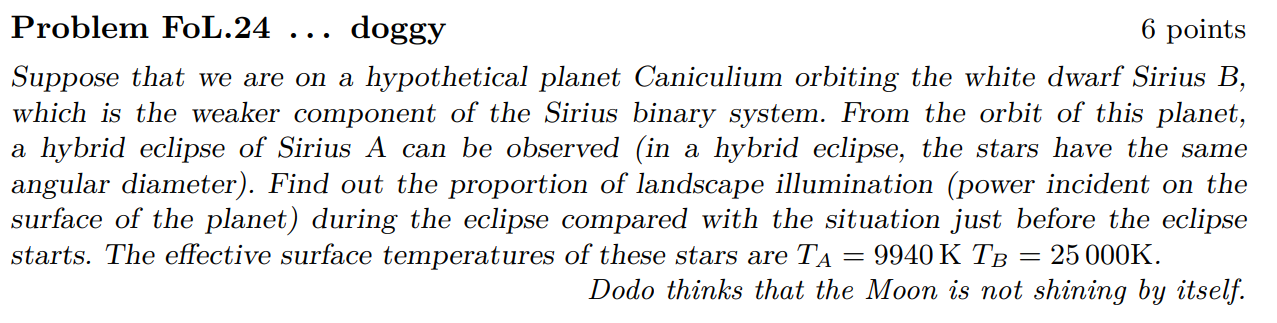 Problem FoL.24 ... doggy 6 points
Suppose that we are on a hypothetical planet Caniculium orbiting the white dwarf Sirius B,
which is the weaker component of the Sirius binary system. From the orbit of this planet,
a hybrid eclipse of Sirius A can be observed (in a hybrid eclipse, the stars have the same
angular diameter). Find out the proportion of landscape illumination (power incident on the
surface of the planet) during the eclipse compared with the situation just before the eclipse
starts. The effective surface temperatures of these stars are T_A = 9940 K T_B = 25 000K.
Dodo thinks that the Moon is not shining by itself.